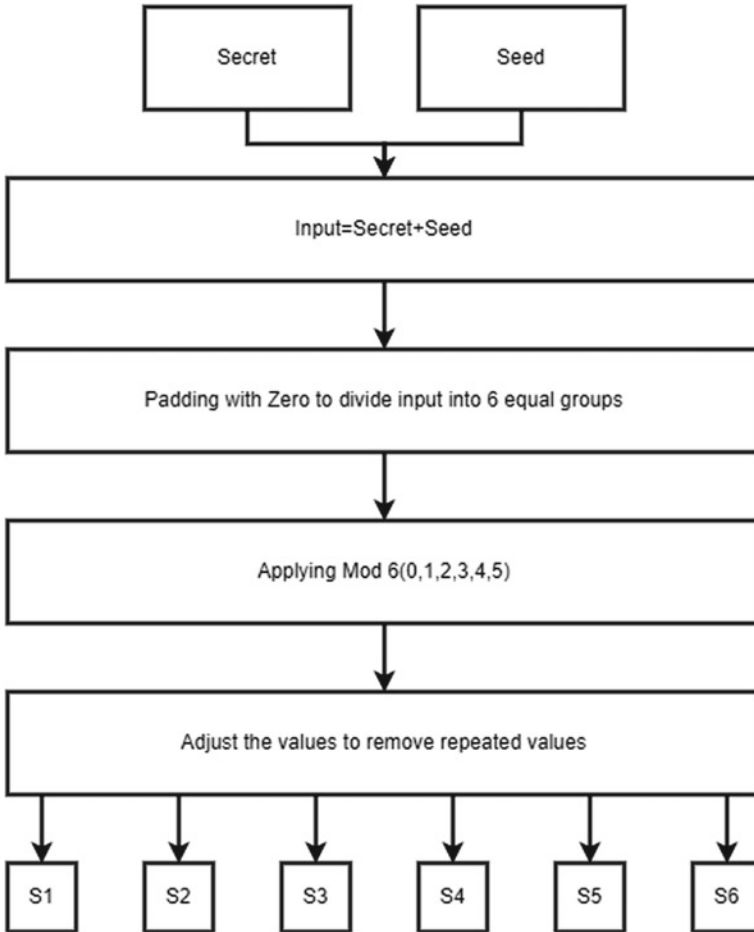 Secret
Seed
Input=Secret+Seed
Padding with Zero to divide input into 6 equal groups
Applying Mod 6(0,1,2,3,4,5)
Adjust the values to remove repeated values
S1
S2
S3
S4
S5
S6